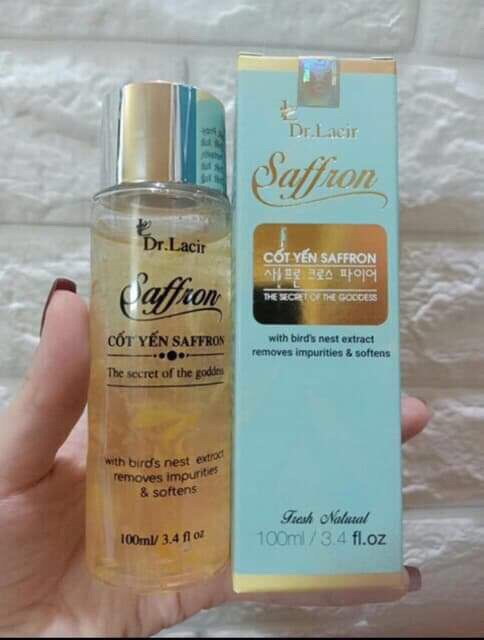 Dr.Lacir
Saffron
CỐT YẾN SAFFRON
The secret of the goddess
with bird's nest extract
removes impurities
& softens
100ml/ 3.4 fl oz
Dr.Lacir
Saffron
CỐT YẾN SAFFRON
샤프론 크로스 파이어
THE SECRET OF THE GODDESS
with bird's nest extract
removes impurities & softens
Fresh Natural
100ml / 3.4 fl.oz